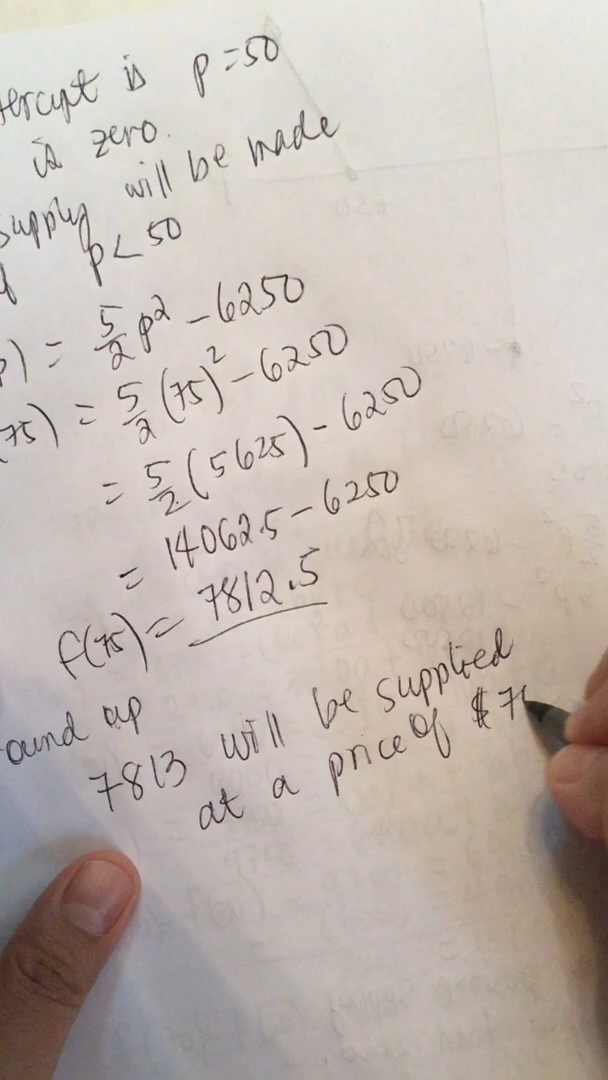 ercept is p = 50
is zero.
supply will be made
p < 50
p) = 5/2 p² - 6250
75) = 5/2 (75)² - 6250
= 5/2 (5625) - 6250
= 14062.5 - 6250
f(75) = 7812.5
ound up
7813 will be supplied
at a price of $7